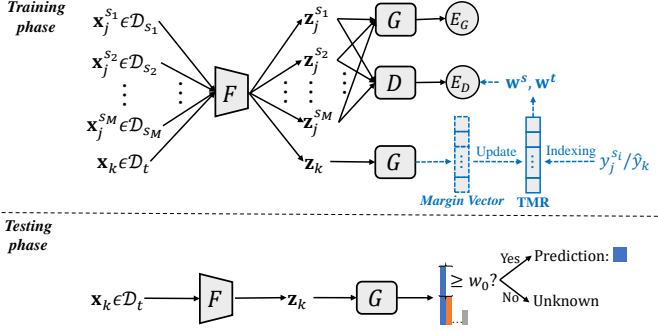 Training
phase
x_j^{s_1} ϵ D_{s_1}
x_j^{s_2} ϵ D_{s_2}
x_j^{s_M} ϵ D_{s_M}
x_k ϵ D_t
F
z_j^{s_1}
z_j^{s_2}
z_j^{s_M}
z_k
G
E_G
D
E_D
w^s, w^t
G
Update
Indexing
y_j^{s_i}/ŷ_k
Margin Vector
TMR
Testing
phase
x_k ϵ D_t
F
z_k
G
≥ w_0?
Yes
Prediction:
No
Unknown